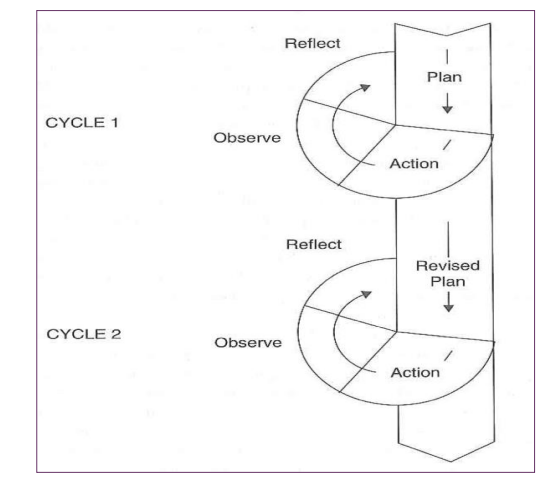 Reflect
Plan
CYCLE 1
Observe
Action
Reflect
Revised
Plan
CYCLE 2
Observe
Action